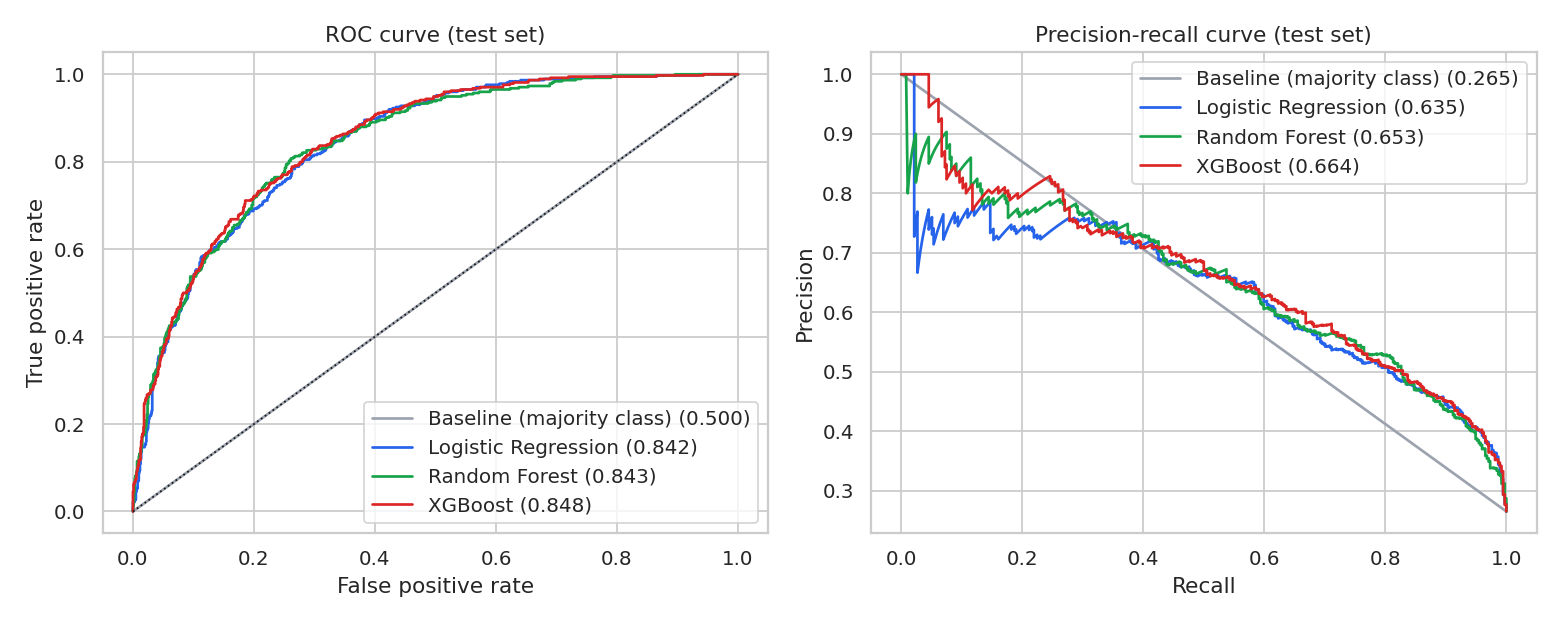 ROC curve (test set)
True positive rate
1.0
0.8
0.6
0.4
0.2
0.0
Baseline (majority class) (0.500)
Logistic Regression (0.842)
Random Forest (0.843)
XGBoost (0.848)
0.0 0.2 0.4 0.6 0.8 1.0
False positive rate
Precision-recall curve (test set)
Precision
1.0
0.9
0.8
0.7
0.6
0.5
0.4
0.3
Baseline (majority class) (0.265)
Logistic Regression (0.635)
Random Forest (0.653)
XGBoost (0.664)
0.0 0.2 0.4 0.6 0.8 1.0
Recall